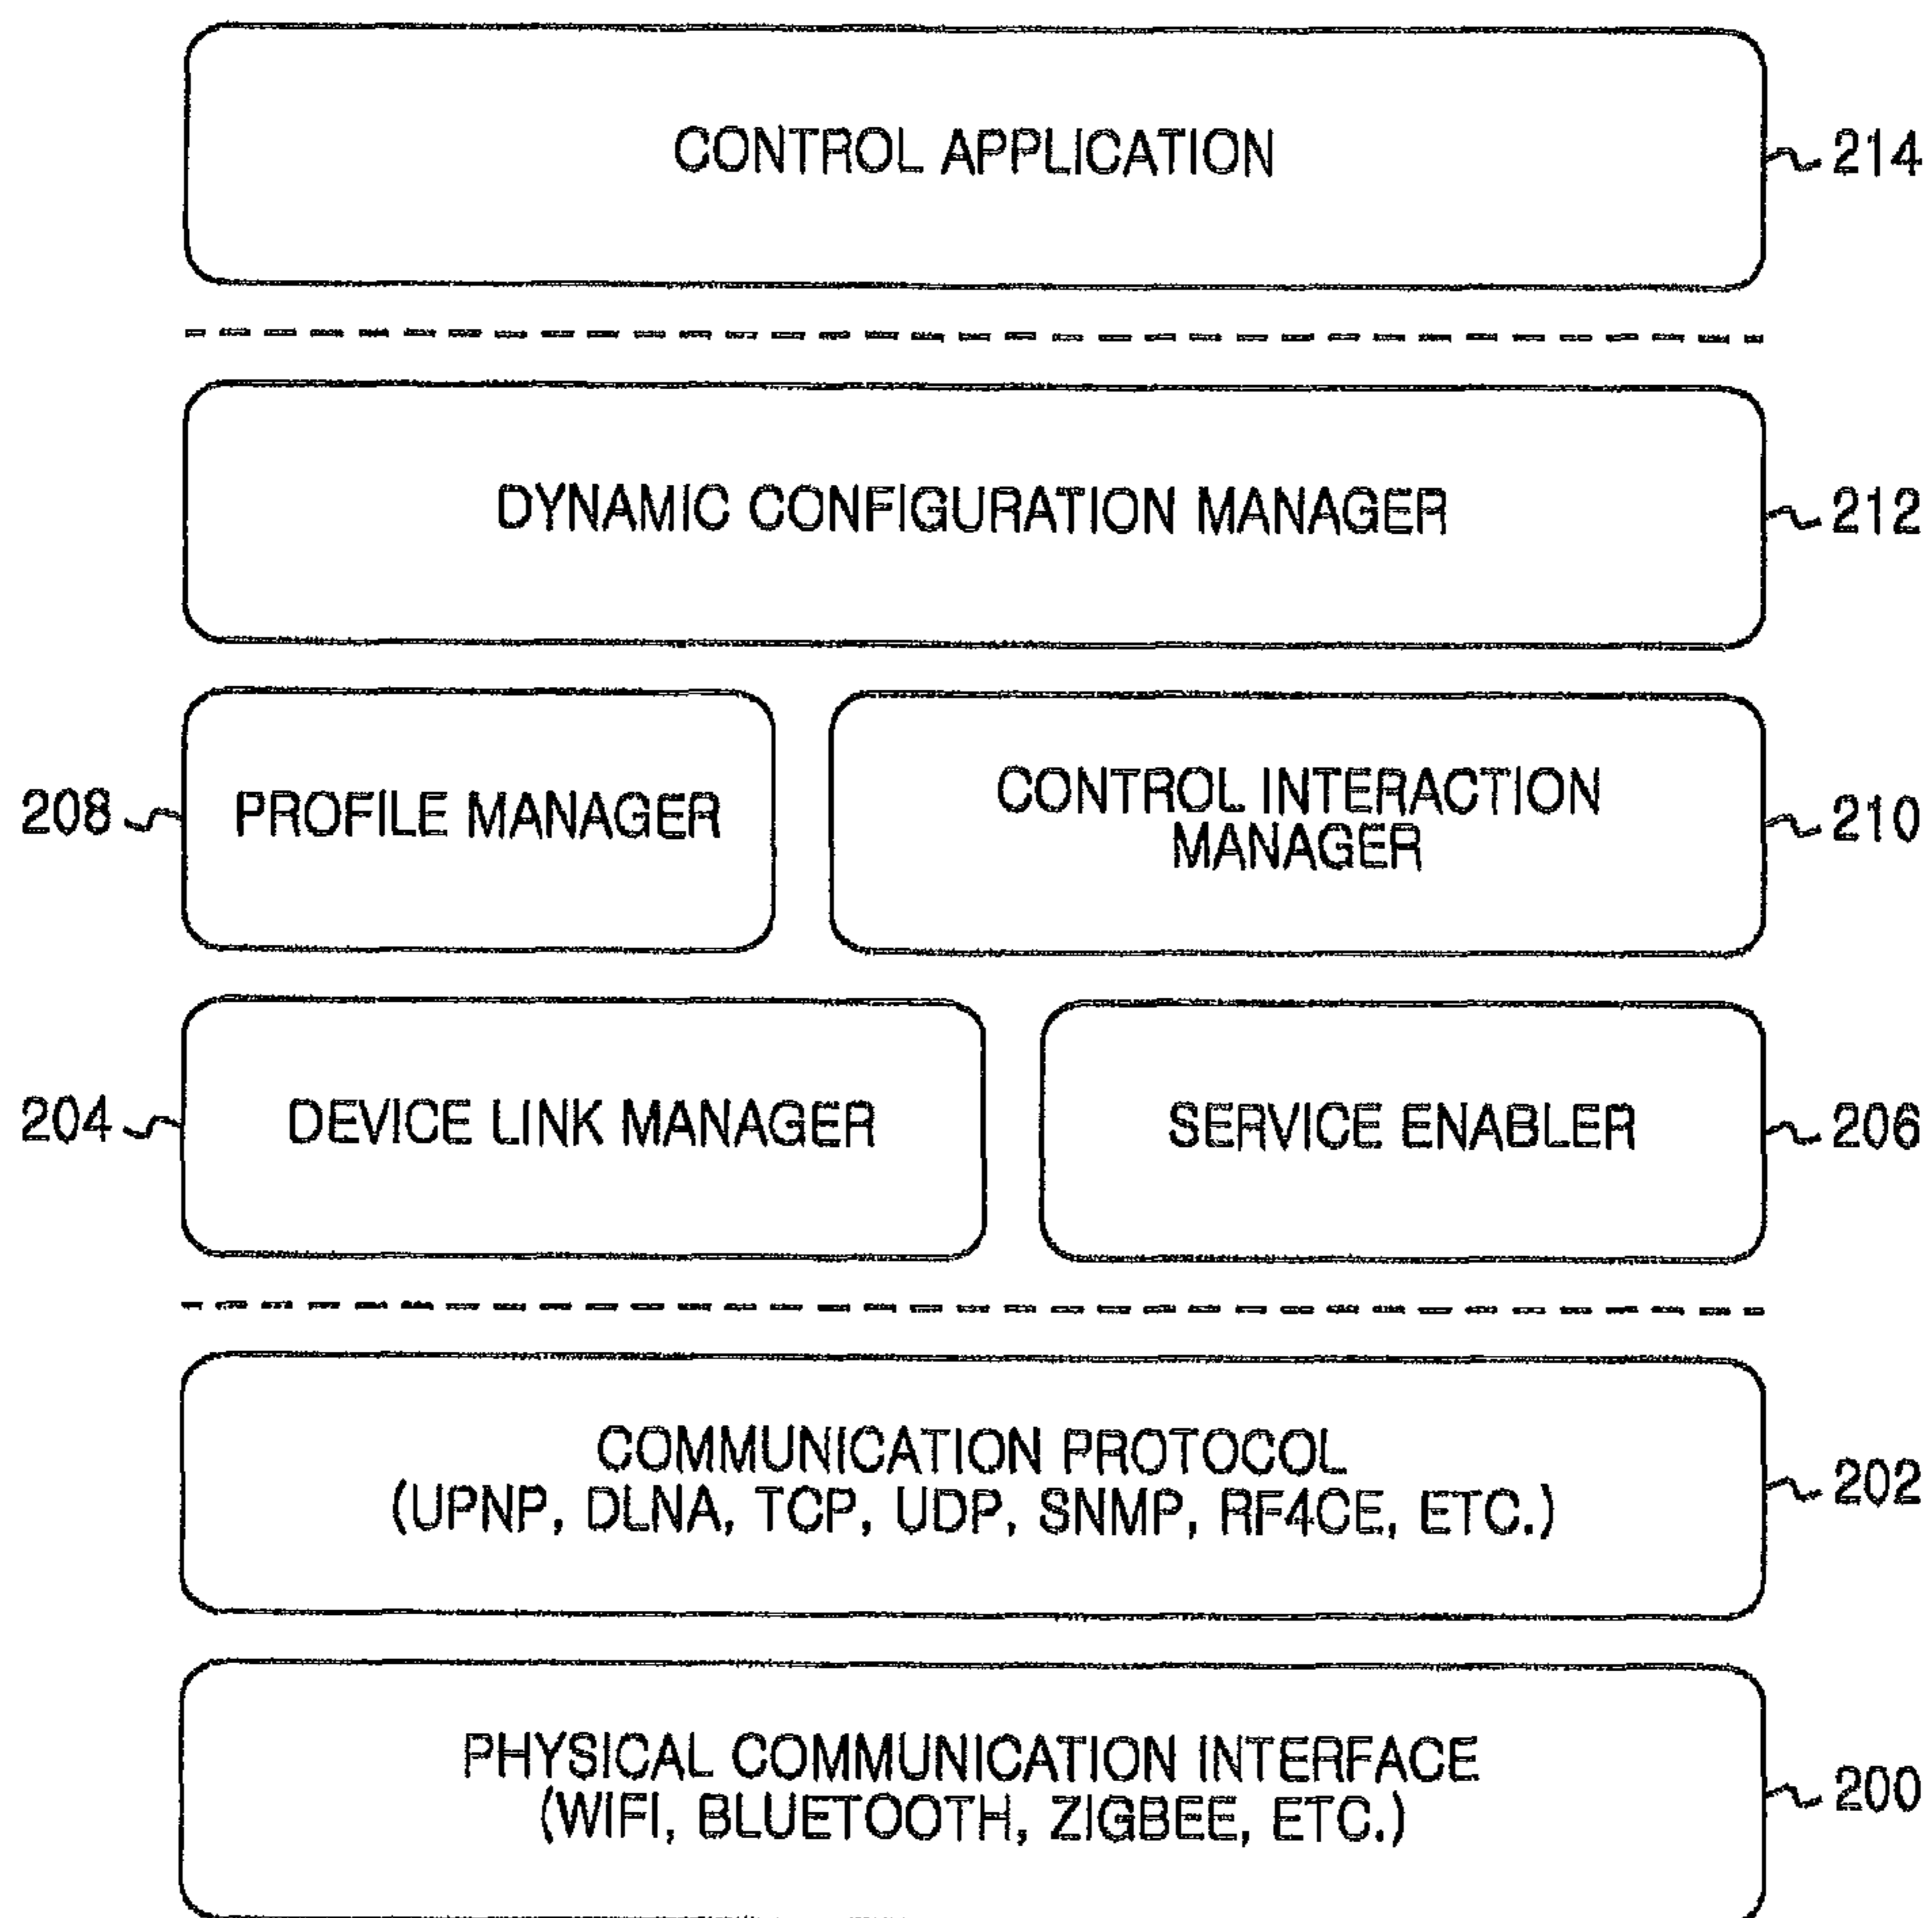 CONTROL APPLICATION
214
DYNAMIC CONFIGURATION MANAGER
212
208
PROFILE MANAGER
CONTROL INTERACTION
MANAGER
210
204
DEVICE LINK MANAGER
SERVICE ENABLER
206
COMMUNICATION PROTOCOL
(UPNP, DLNA, TCP, UDP, SNMP, RF4CE, ETC.)
202
PHYSICAL COMMUNICATION INTERFACE
(WIFI, BLUETOOTH, ZIGBEE, ETC.)
200